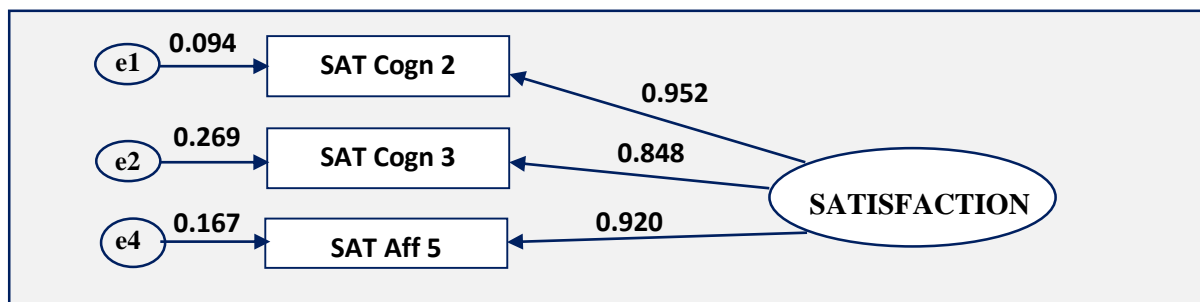 e1
0.094
SAT Cogn 2
0.952
e2
0.269
SAT Cogn 3
0.848
SATISFACTION
e4
0.167
SAT Aff 5
0.920